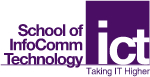 School of
InfoComm
Technology
ict
Taking IT Higher